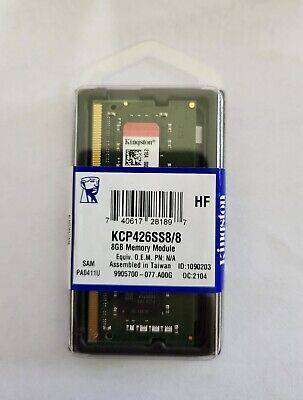 Kingston
HF
7 40617 28189 7
KCP426SS8/8
8GB Memory Module
Equiv. O.E.M. PN: N/A
SAM Assembled in Taiwan ID:1090203
PA0411U 9905700-077.A00G DC:2104
Kingston